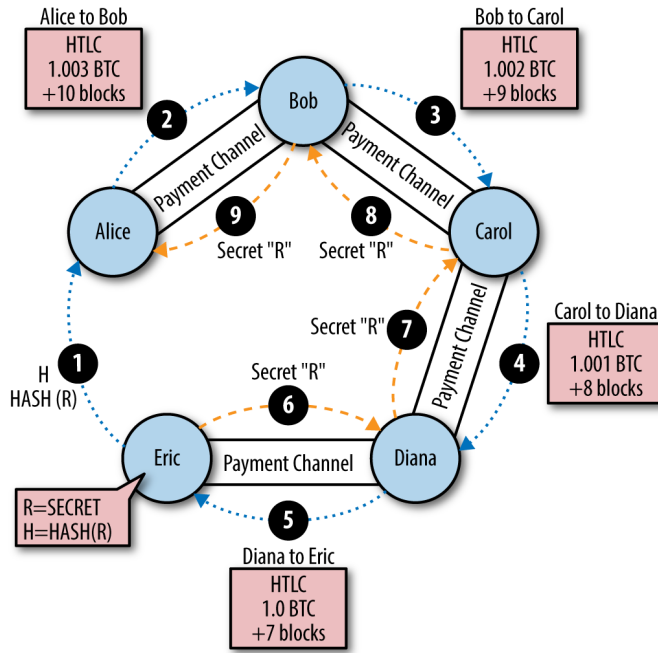 Alice to Bob
HTLC
1.003 BTC
+10 blocks
Bob to Carol
HTLC
1.002 BTC
+9 blocks
2
Bob
3
Payment Channel
Payment Channel
Alice
9
Secret "R"
8
Secret "R"
Carol
1
H
HASH (R)
Secret "R"
7
Payment Channel
4
Carol to Diana
HTLC
1.001 BTC
+8 blocks
Secret "R"
6
Eric
Payment Channel
Diana
R=SECRET
H=HASH(R)
5
Diana to Eric
HTLC
1.0 BTC
+7 blocks